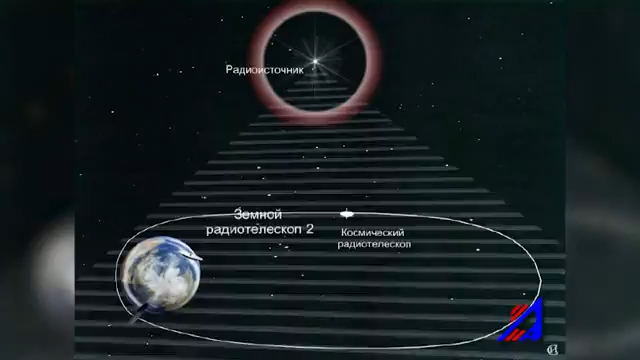 Радиоисточник
Земной
радиотелескоп 2
Космический
радиотелескоп